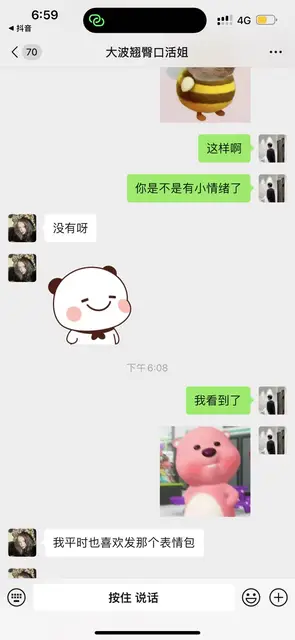 6:59
4G
◀ 抖音
70
大波翘臀口活姐
这样啊
你是不是有小情绪了
没有呀
下午 6:08
我看到了
我平时也喜欢发那个表情包
按住 说话